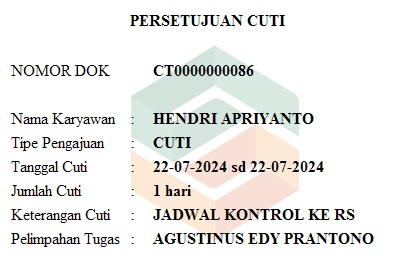 PERSETUJUAN CUTI
NOMOR DOK CT0000000086
Nama Karyawan : HENDRI APRIYANTO
Tipe Pengajuan : CUTI
Tanggal Cuti : 22-07-2024 sd 22-07-2024
Jumlah Cuti : 1 hari
Keterangan Cuti : JADWAL KONTROL KE RS
Pelimpahan Tugas : AGUSTINUS EDY PRANTONO